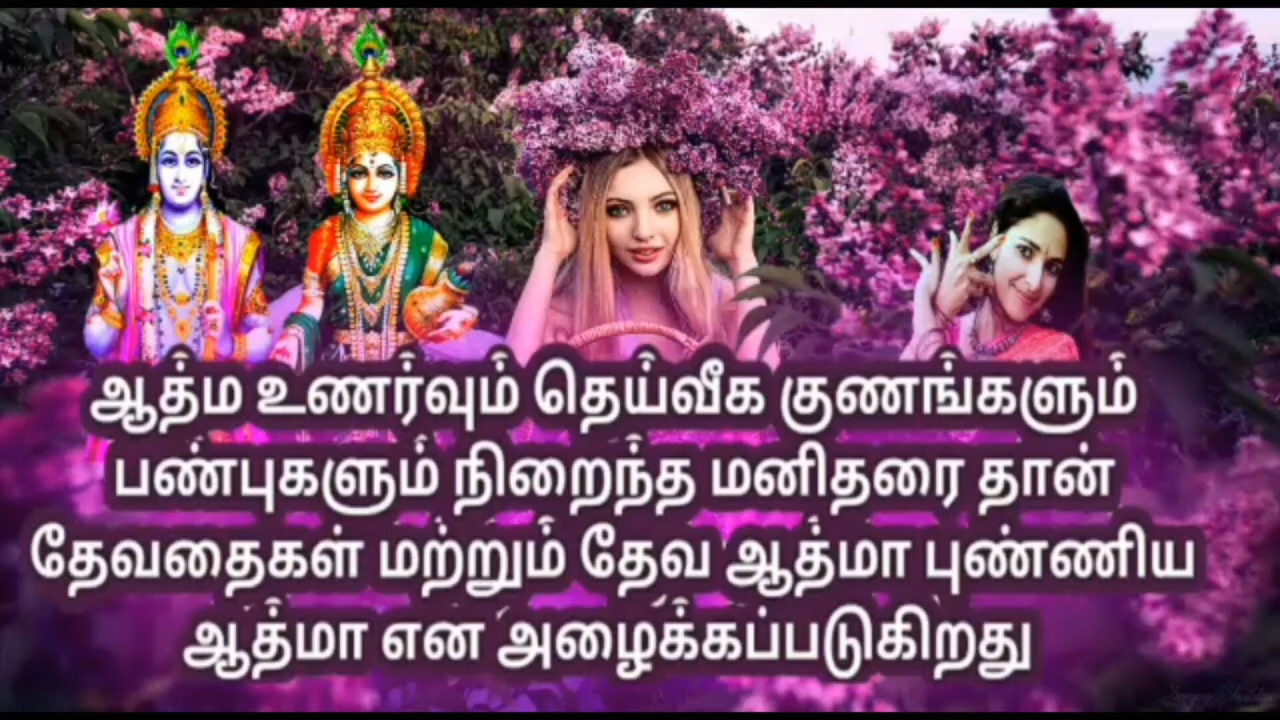 ஆத்ம உணர்வும் தெய்வீக குணங்களும்
பண்புகளும் நிறைந்த மனிதரை தான்
தேவதைகள் மற்றும் தேவ ஆத்மா புண்ணிய
ஆத்மா என அழைக்கப்படுகிறது